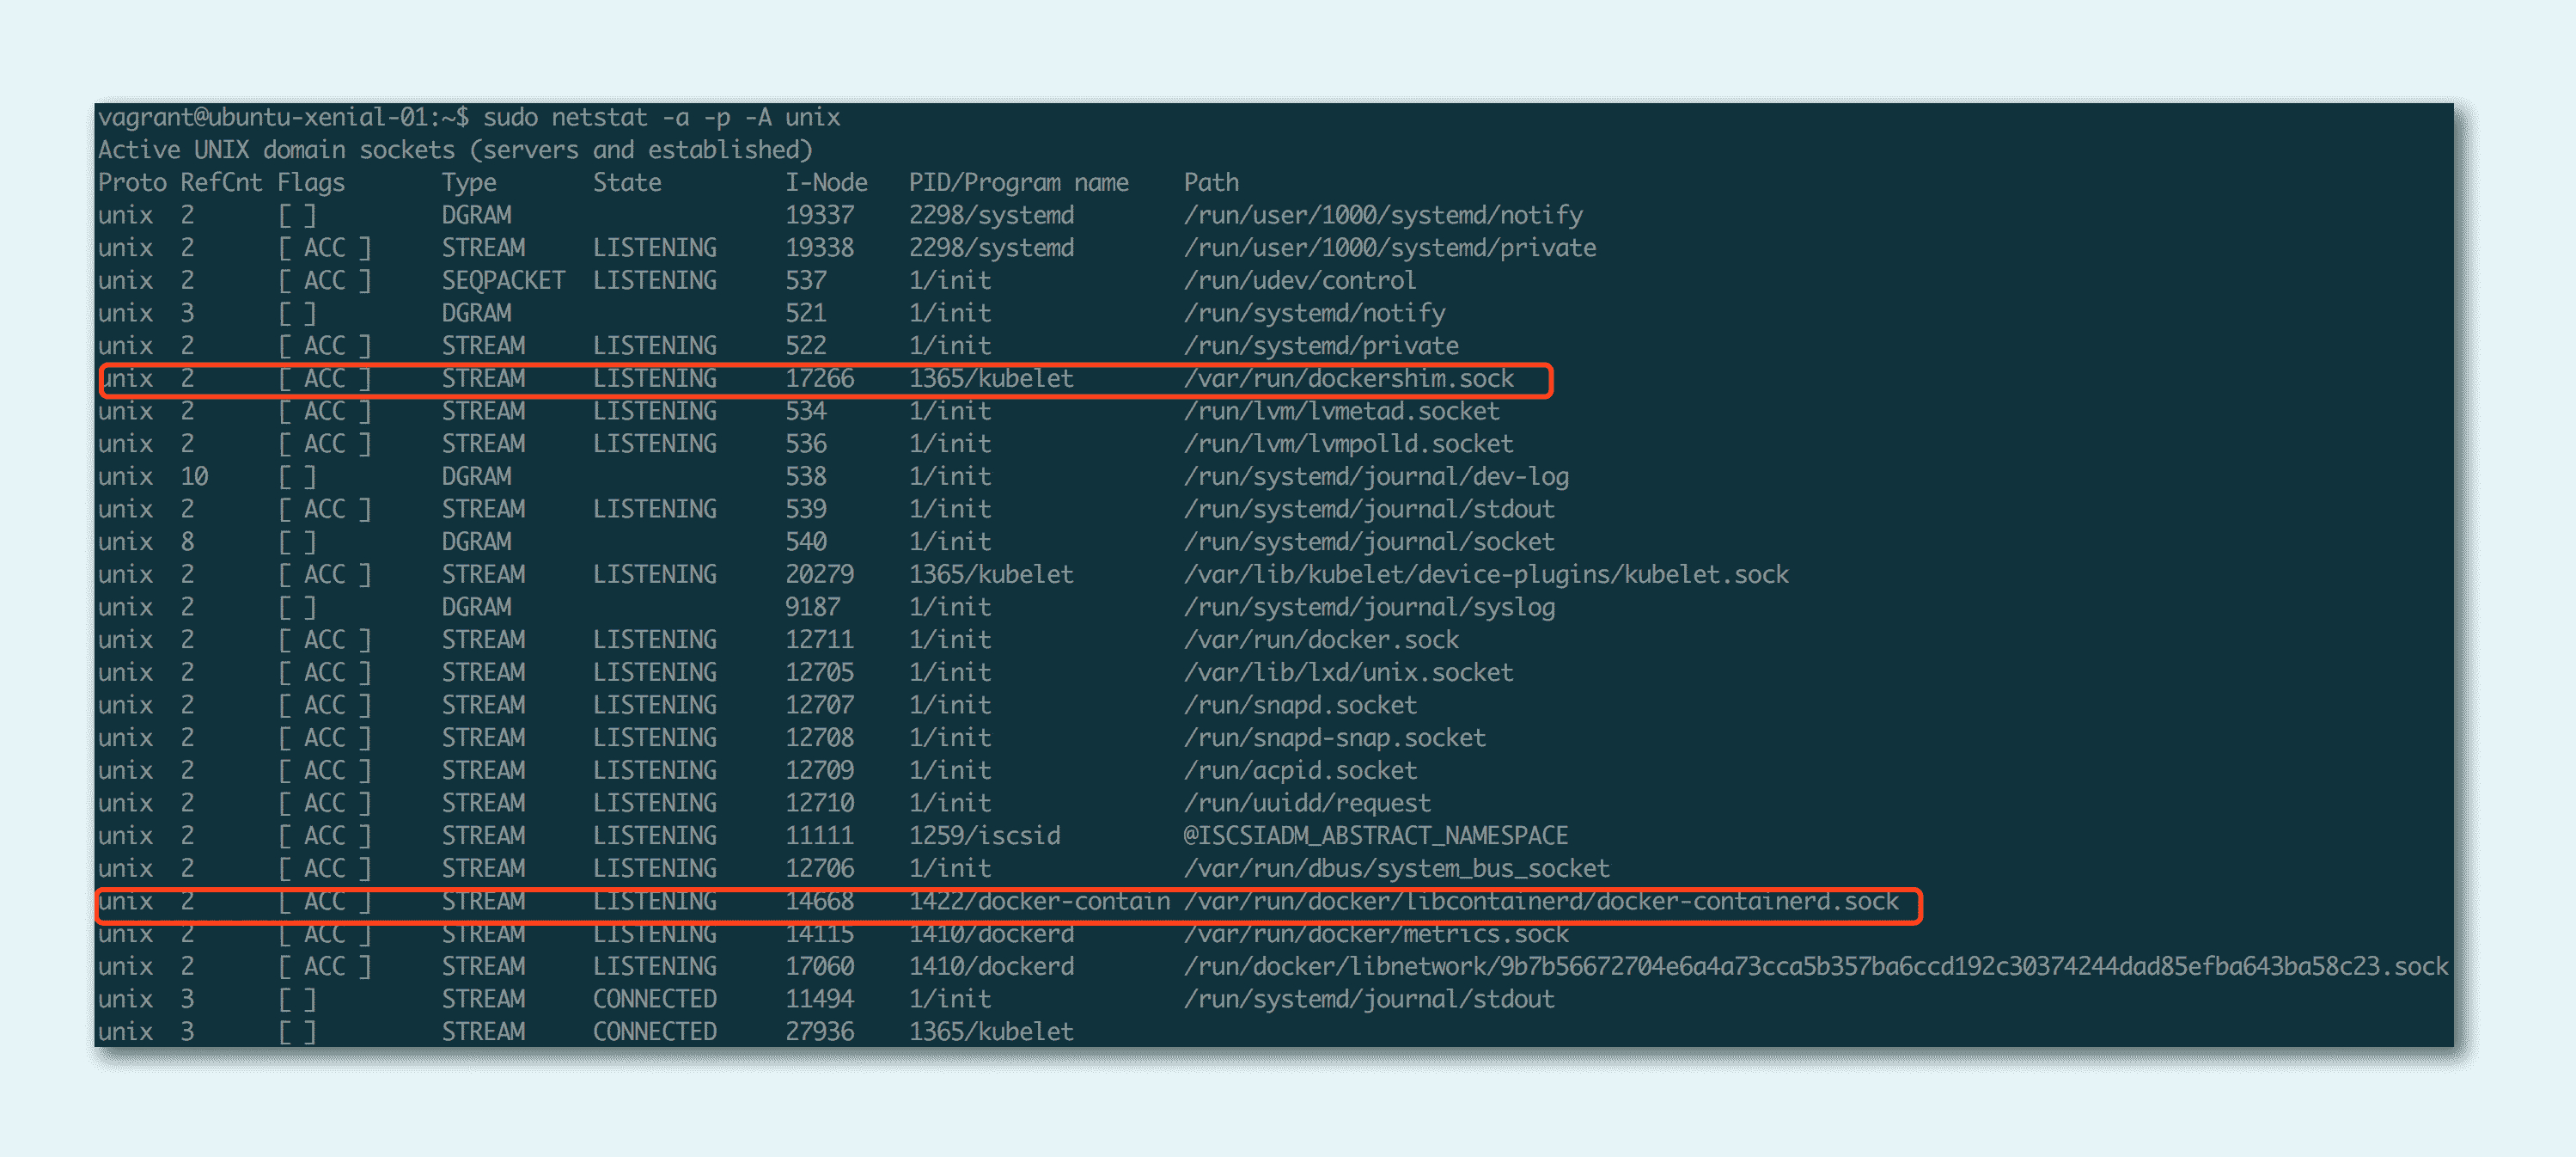 vagrant@ubuntu-xenial-01:~$ sudo netstat -a -p -A unix
Active UNIX domain sockets (servers and established)
Proto RefCnt Flags       Type       State         I-Node   PID/Program name    Path
unix  2      [ ]         DGRAM                    19337    2298/systemd        /run/user/1000/systemd/notify
unix  2      [ ACC ]     STREAM     LISTENING     19338    2298/systemd        /run/user/1000/systemd/private
unix  2      [ ACC ]     SEQPACKET  LISTENING     537      1/init              /run/udev/control
unix  3      [ ]         DGRAM                    521      1/init              /run/systemd/notify
unix  2      [ ACC ]     STREAM     LISTENING     522      1/init              /run/systemd/private
unix  2      [ ACC ]     STREAM     LISTENING     17266    1365/kubelet        /var/run/dockershim.sock
unix  2      [ ACC ]     STREAM     LISTENING     534      1/init              /run/lvm/lvmetad.socket
unix  2      [ ACC ]     STREAM     LISTENING     536      1/init              /run/lvm/lvmpolld.socket
unix  10     [ ]         DGRAM                    538      1/init              /run/systemd/journal/dev-log
unix  2      [ ACC ]     STREAM     LISTENING     539      1/init              /run/systemd/journal/stdout
unix  8      [ ]         DGRAM                    540      1/init              /run/systemd/journal/socket
unix  2      [ ACC ]     STREAM     LISTENING     20279    1365/kubelet        /var/lib/kubelet/device-plugins/kubelet.sock
unix  2      [ ]         DGRAM                    9187     1/init              /run/systemd/journal/syslog
unix  2      [ ACC ]     STREAM     LISTENING     12711    1/init              /var/run/docker.sock
unix  2      [ ACC ]     STREAM     LISTENING     12705    1/init              /var/lib/lxd/unix.socket
unix  2      [ ACC ]     STREAM     LISTENING     12707    1/init              /run/snapd.socket
unix  2      [ ACC ]     STREAM     LISTENING     12708    1/init              /run/snapd-snap.socket
unix  2      [ ACC ]     STREAM     LISTENING     12709    1/init              /run/acpid.socket
unix  2      [ ACC ]     STREAM     LISTENING     12710    1/init              /run/uuidd/request
unix  2      [ ACC ]     STREAM     LISTENING     11111    1259/iscsid         @ISCSIADM_ABSTRACT_NAMESPACE
unix  2      [ ACC ]     STREAM     LISTENING     12706    1/init              /var/run/dbus/system_bus_socket
unix  2      [ ACC ]     STREAM     LISTENING     14668    1422/docker-contain /var/run/docker/libcontainerd/docker-containerd.sock
unix  2      [ ACC ]     STREAM     LISTENING     14115    1410/dockerd        /var/run/docker/metrics.sock
unix  2      [ ACC ]     STREAM     LISTENING     17060    1410/dockerd        /run/docker/libnetwork/9b7b56672704e6a4a73cca5b357ba6ccd192c30374244dad85efba643ba58c23.sock
unix  3      [ ]         STREAM     CONNECTED     11494    1/init              /run/systemd/journal/stdout
unix  3      [ ]         STREAM     CONNECTED     27936    1365/kubelet